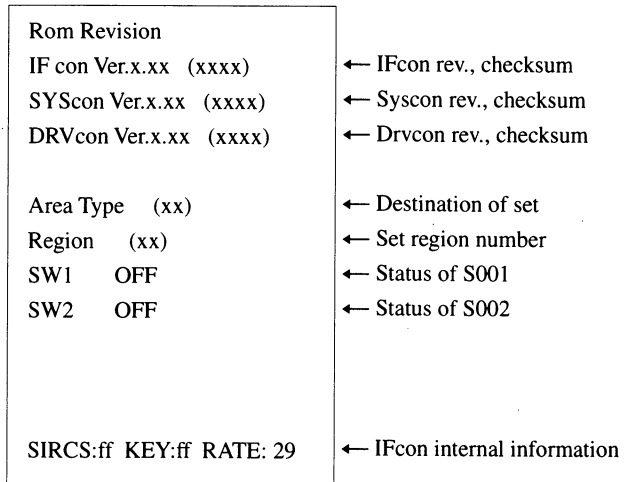 Rom Revision
IF con Ver.x.xx (xxxx) ← IFcon rev., checksum
SYScon Ver.x.xx (xxxx) ← Syscon rev., checksum
DRVcon Ver.x.xx (xxxx) ← Drvcon rev., checksum
Area Type (xx) ← Destination of set
Region (xx) ← Set region number
SW1 OFF ← Status of S001
SW2 OFF ← Status of S002
SIRCS:ff KEY:ff RATE: 29 ← IFcon internal information